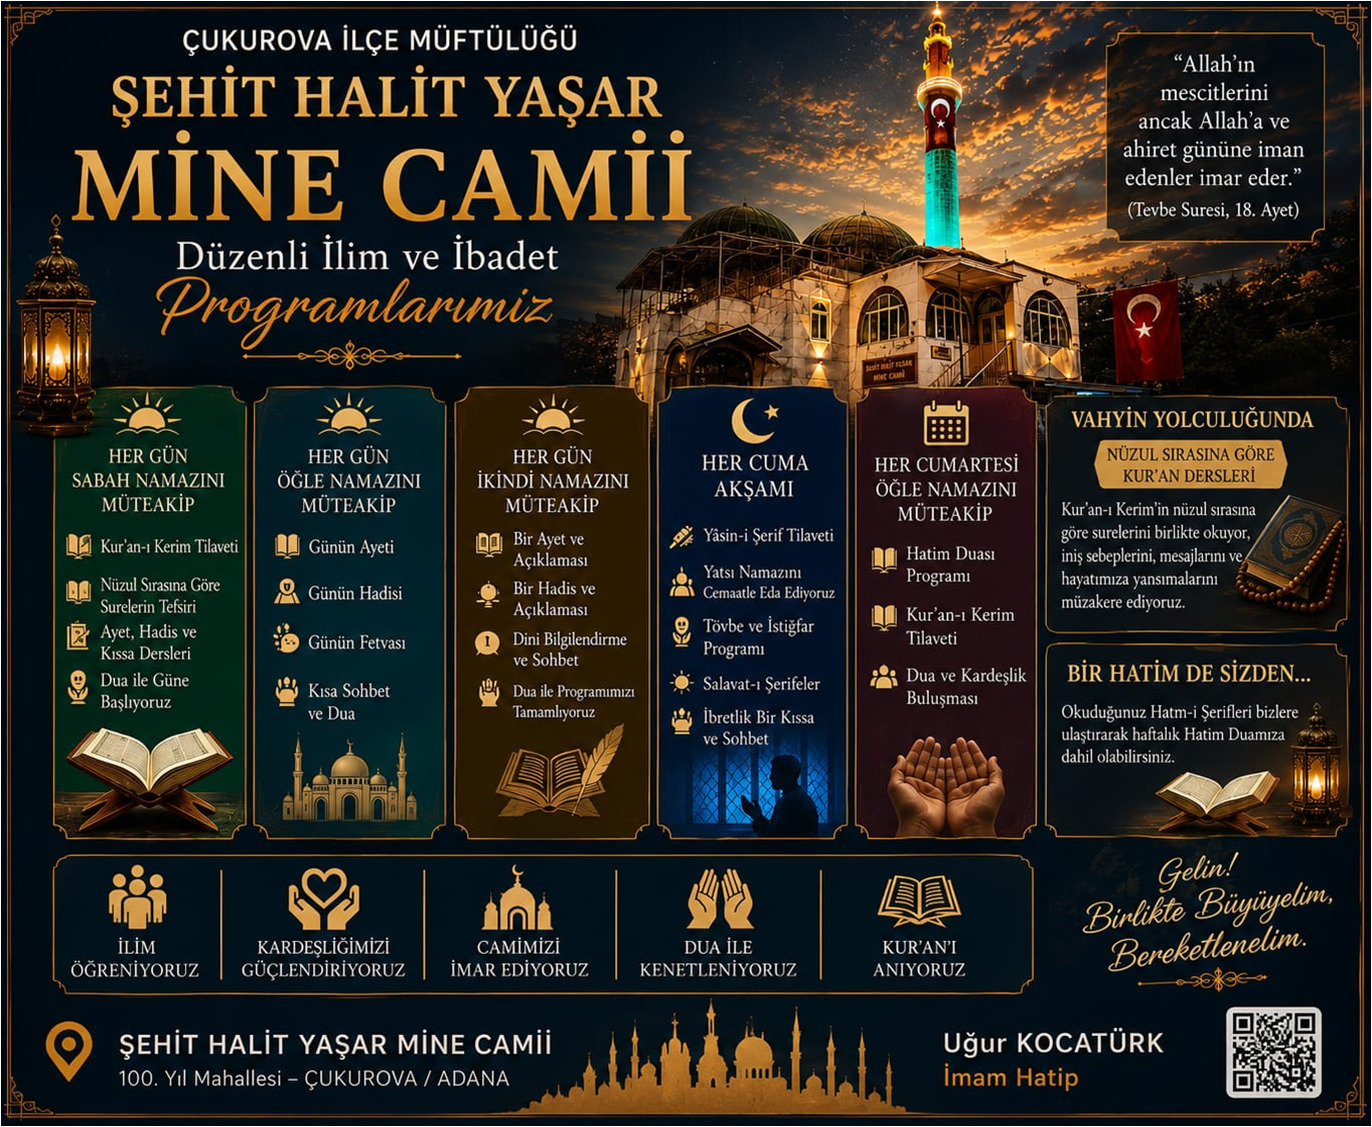 ÇUKUROVA İLÇE MÜFTÜLÜĞÜ
ŞEHİT HALİT YAŞAR
MİNE CAMİİ
Düzenli İlim ve İbadet
Programlarımız
“Allah’ın
mescitlerini
ancak Allah’a ve
ahiret gününe iman
edenler imar eder.”
(Tevbe Suresi, 18. Ayet)
ŞEHİT HALİT YAŞAR
MİNE CAMİİ
HER GÜN
SABAH NAMAZINI
MÜTEAKİP
Kur’an-ı Kerim Tilaveti
Nüzul Sırasına Göre
Surelerin Tefsiri
Ayet, Hadis ve
Kıssa Dersleri
Dua ile Güne
Başlıyoruz
HER GÜN
ÖĞLE NAMAZINI
MÜTEAKİP
Günün Ayeti
Günün Hadisi
Günün Fetvası
Kısa Sohbet
ve Dua
HER GÜN
İKİNDİ NAMAZINI
MÜTEAKİP
Bir Ayet ve
Açıklaması
Bir Hadis ve
Açıklaması
Dini Bilgilendirme
ve Sohbet
Dua ile Programımızı
Tamamlıyoruz
HER CUMA
AKŞAMI
Yâsin-i Şerif Tilaveti
Yatsı Namazını
Cemaatle Eda Ediyoruz
Tövbe ve İstiğfar
Programı
Salavat-ı Şerifeler
İbretlik Bir Kıssa
ve Sohbet
HER CUMARTESİ
ÖĞLE NAMAZINI
MÜTEAKİP
Hatim Duası
Programı
Kur’an-ı Kerim
Tilaveti
Dua ve Kardeşlik
Buluşması
VAHYİN YOLCULUĞUNDA
NÜZUL SIRASINA GÖRE
KUR’AN DERSLERİ
Kur’an-ı Kerim’in nüzul sırasına
göre surelerini birlikte okuyor,
iniş sebeplerini, mesajlarını ve
hayatımıza yansımalarını
müzakere ediyoruz.
BİR HATİM DE SİZDEN...
Okuduğunuz Hatm-i Şerifleri bizlere
ulaştırarak haftalık Hatim Duamıza
dahil olabilirsiniz.
İLİM
ÖĞRENİYORUZ
KARDEŞLİĞİMİZİ
GÜÇLENDİRİYORUZ
CAMİMİZİ
İMAR EDİYORUZ
DUA İLE
KENETLENİYORUZ
KUR’AN’I
ANIYORUZ
Gelin!
Birlikte Büyüyelim,
Bereketlenelim.
ŞEHİT HALİT YAŞAR MİNE CAMİİ
100. Yıl Mahallesi – ÇUKUROVA / ADANA
Uğur KOCATÜRK
İmam Hatip